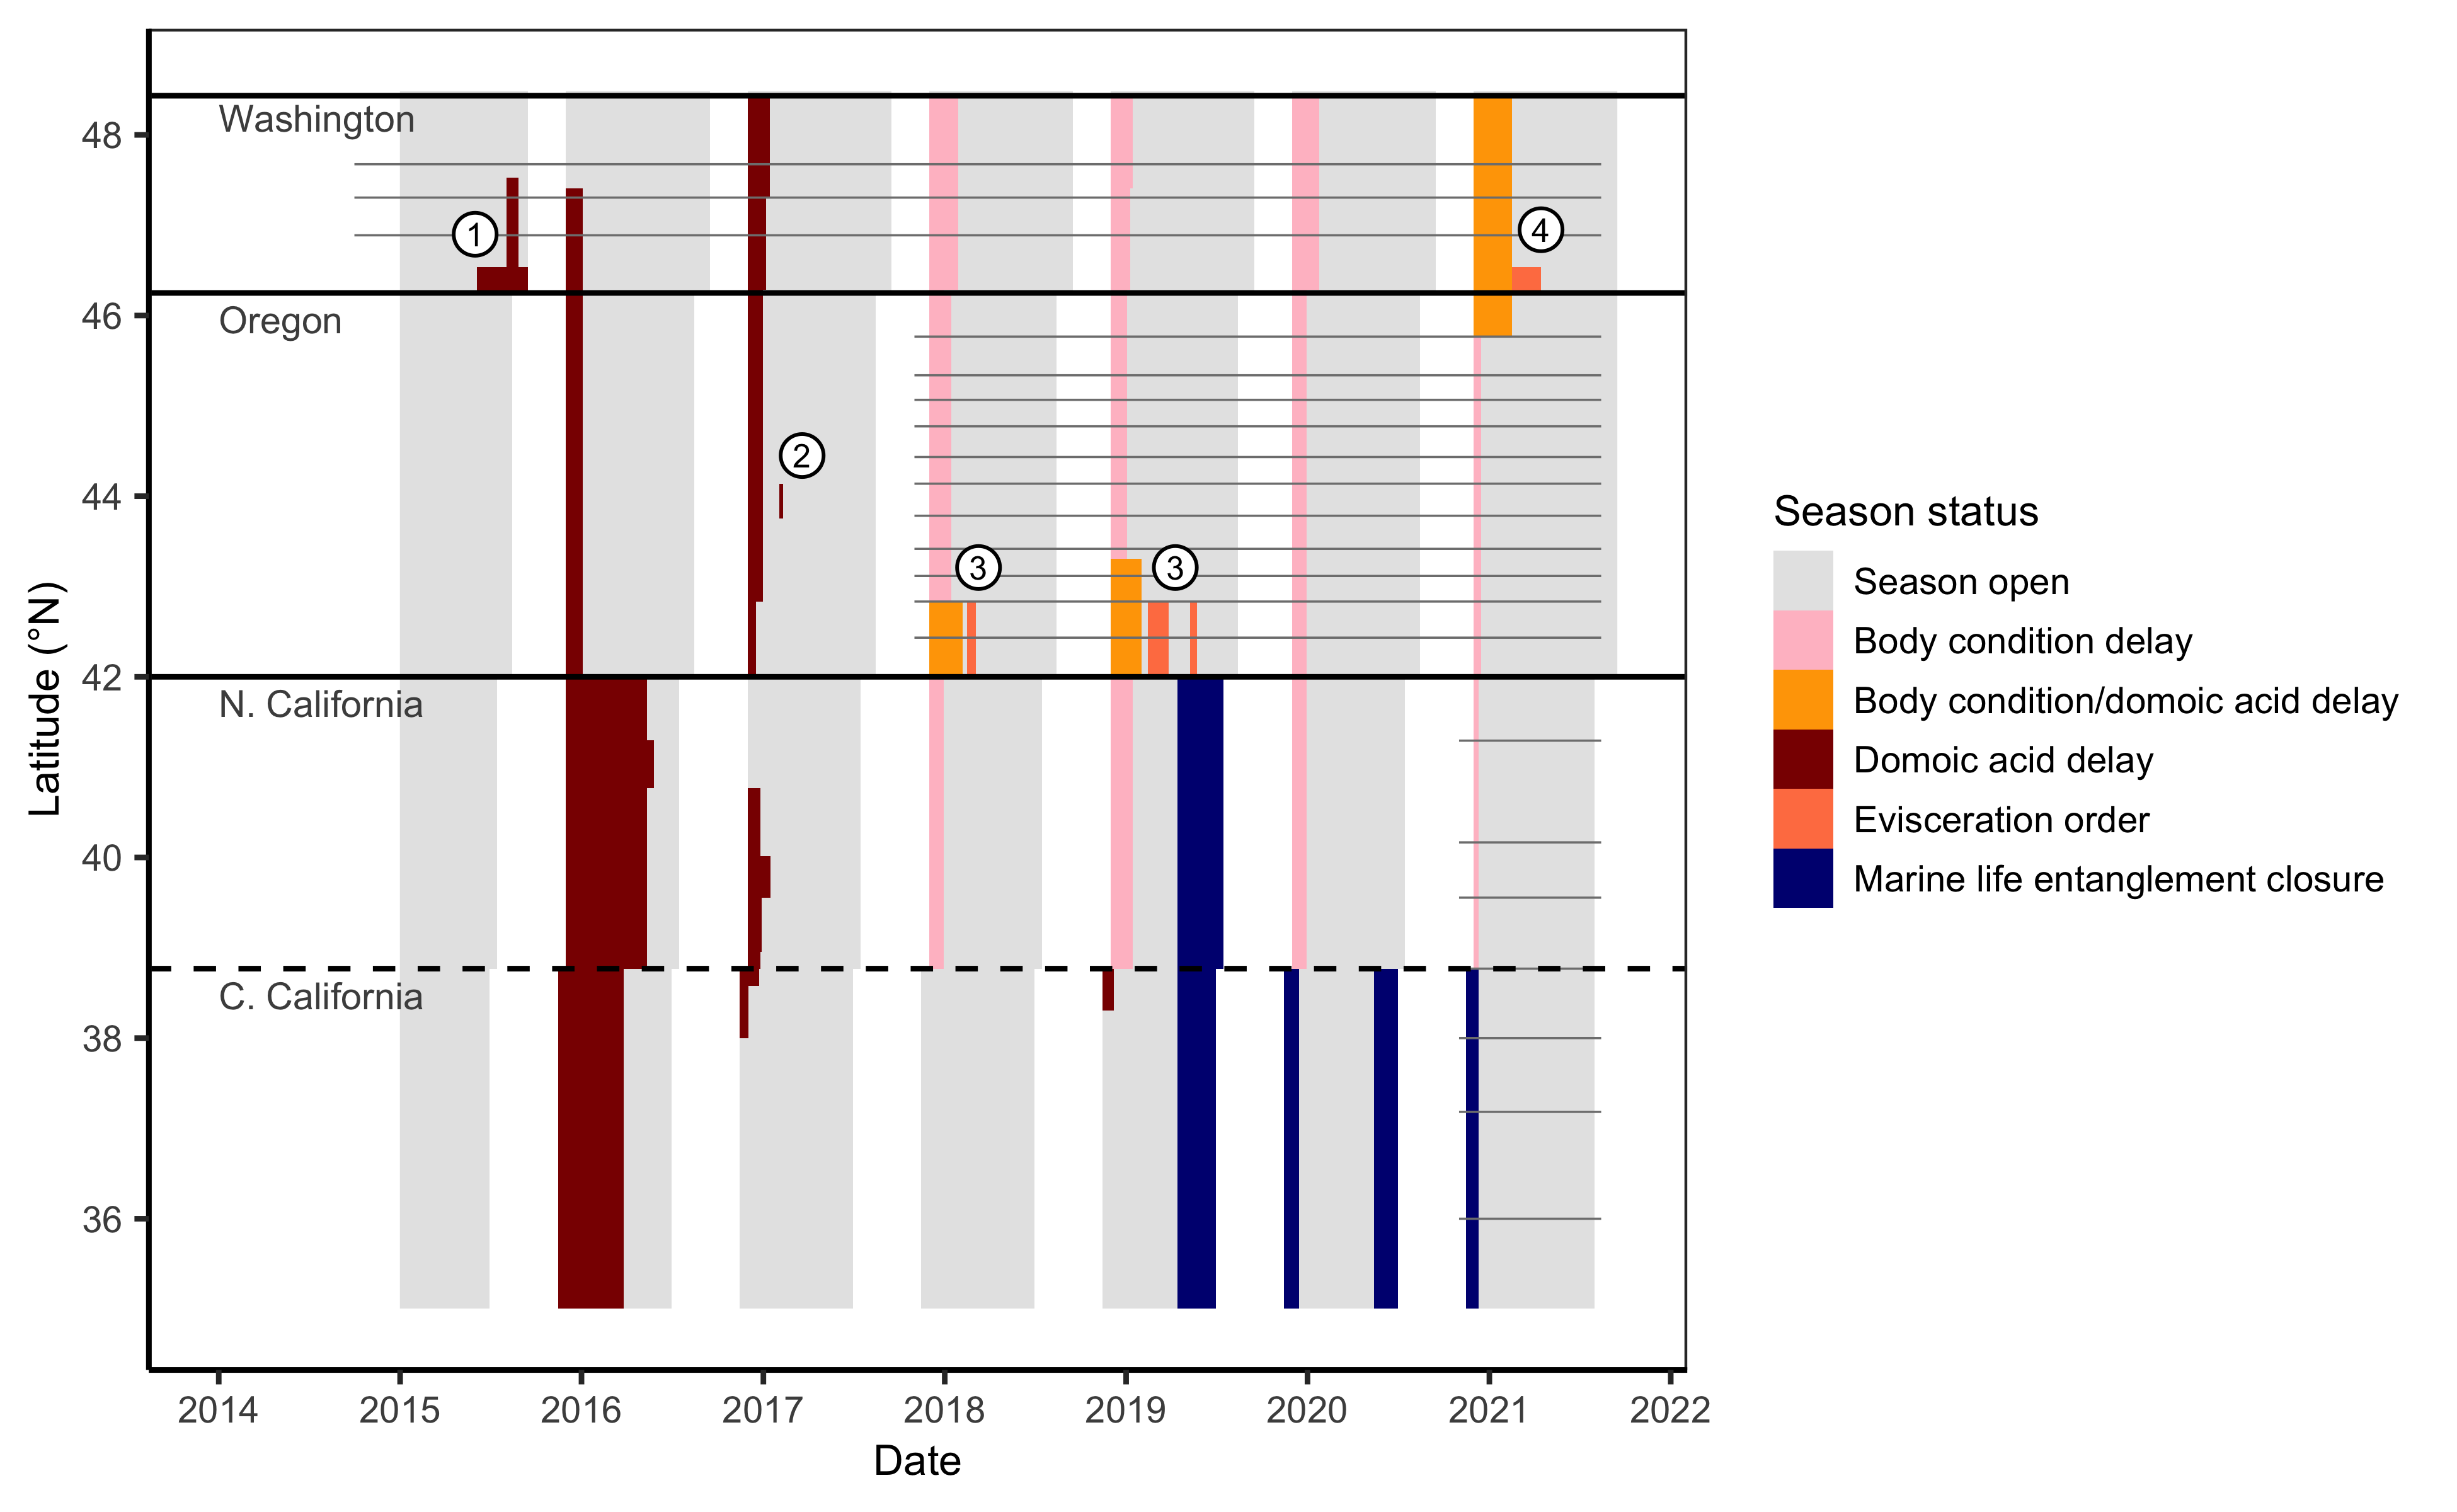 Washington
48
1
4
46
Oregon
2
44
3
3
42
N. California
40
C. California
38
36
Latitude (°N)
2014 2015 2016 2017 2018 2019 2020 2021 2022
Date
Season status
Season open
Body condition delay
Body condition/domoic acid delay
Domoic acid delay
Evisceration order
Marine life entanglement closure